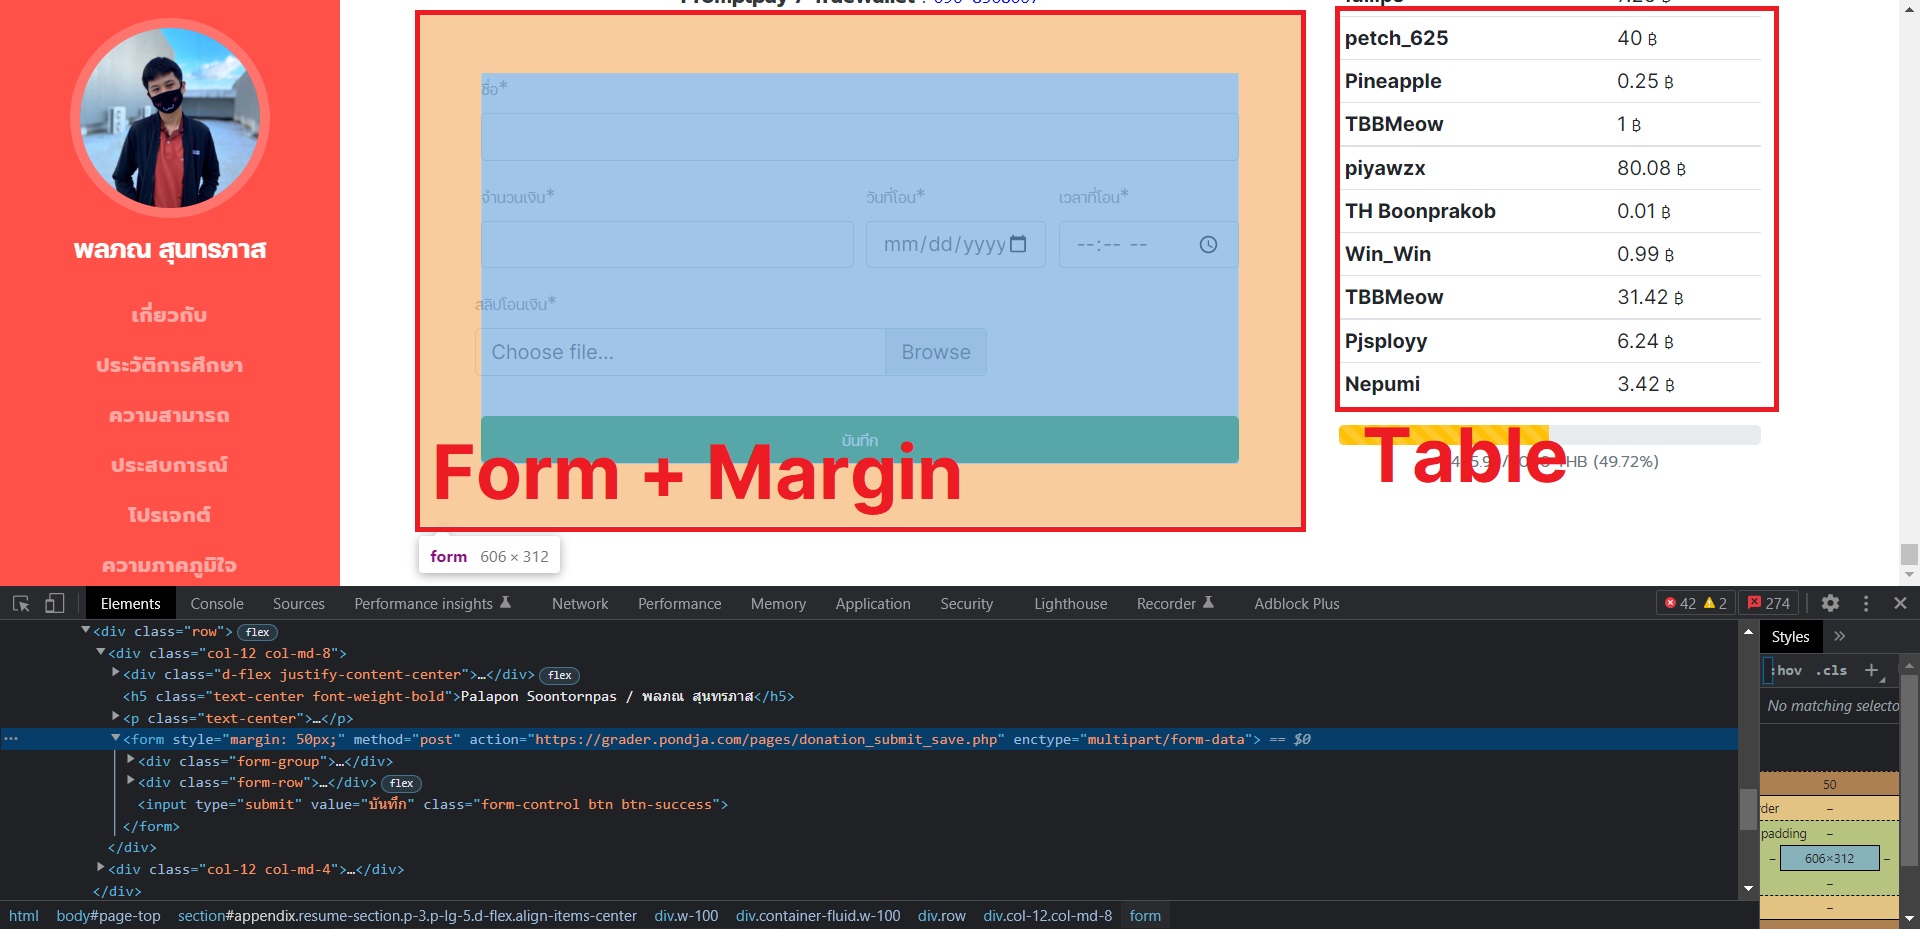 พลภณ สุนทรภาส
เกี่ยวกับ
ประวัติการศึกษา
ความสามารถ
ประสบการณ์
โปรเจกต์
ความภาคภูมิใจ
ชื่อ*
จำนวนเงิน*
วันที่โอน*
เวลาที่โอน*
mm/dd/yyyy
--:-- --
สลิปโอนเงิน*
Choose file...
Browse
บันทึก
Form + Margin
form 606 × 312
petch_625 40 ฿
Pineapple 0.25 ฿
TBBMeow 1 ฿
piyawzx 80.08 ฿
TH Boonprakob 0.01 ฿
Win_Win 0.99 ฿
TBBMeow 31.42 ฿
Pjsployy 6.24 ฿
Nepumi 3.42 ฿
Table
THB (49.72%)
Elements Console Sources Performance insights Network Performance Memory Application Security Lighthouse Recorder Adblock Plus 42 2 274
<div class="row"> flex
<div class="col-12 col-md-8">
<div class="d-flex justify-content-center">…</div> flex
<h5 class="text-center font-weight-bold">Palapon Soontornpas / พลภณ สุนทรภาส</h5>
<p class="text-center">…</p>
<form style="margin: 50px;" method="post" action="https://grader.pondja.com/pages/donation_submit_save.php" enctype="multipart/form-data"> == $0
<div class="form-group">…</div>
<div class="form-row">…</div> flex
<input type="submit" value="บันทึก" class="form-control btn btn-success">
</form>
</div>
<div class="col-12 col-md-4">…</div>
</div>
html body#page-top section#appendix.resume-section.p-3.p-lg-5.d-flex.align-items-center div.w-100 div.container-fluid.w-100 div.row div.col-12.col-md-8 form
Styles
:hov .cls +
No matching selecto
50
der –
padding –
– 606×312 –
–
–